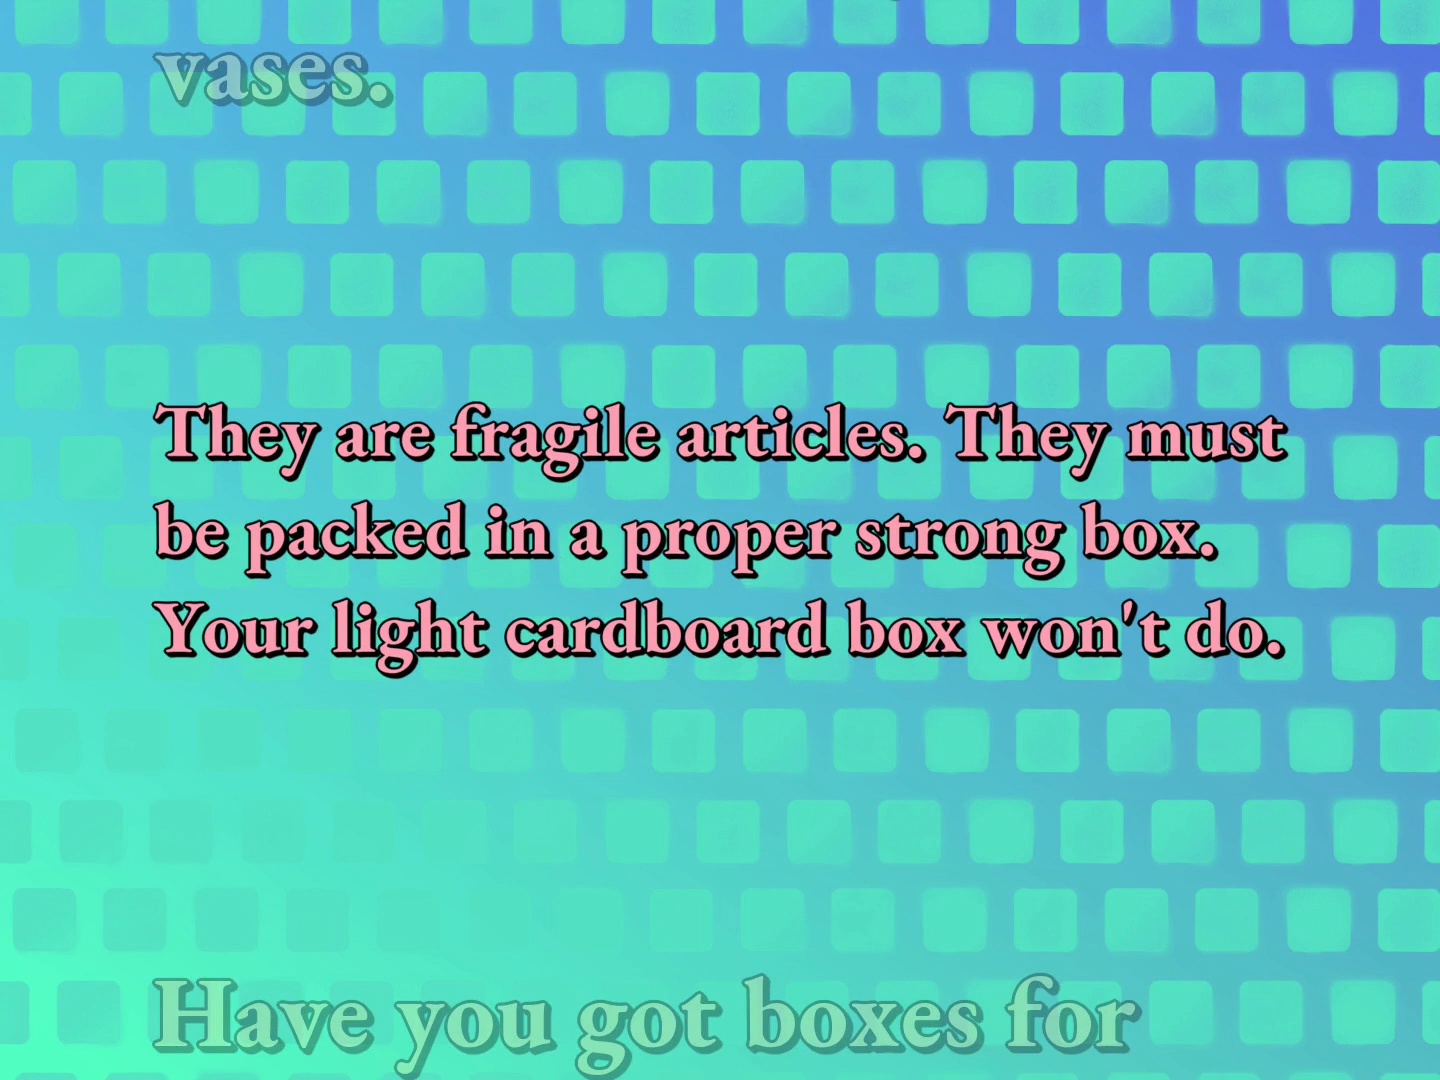 vases.
They are fragile articles. They must
be packed in a proper strong box.
Your light cardboard box won't do.
Have you got boxes for